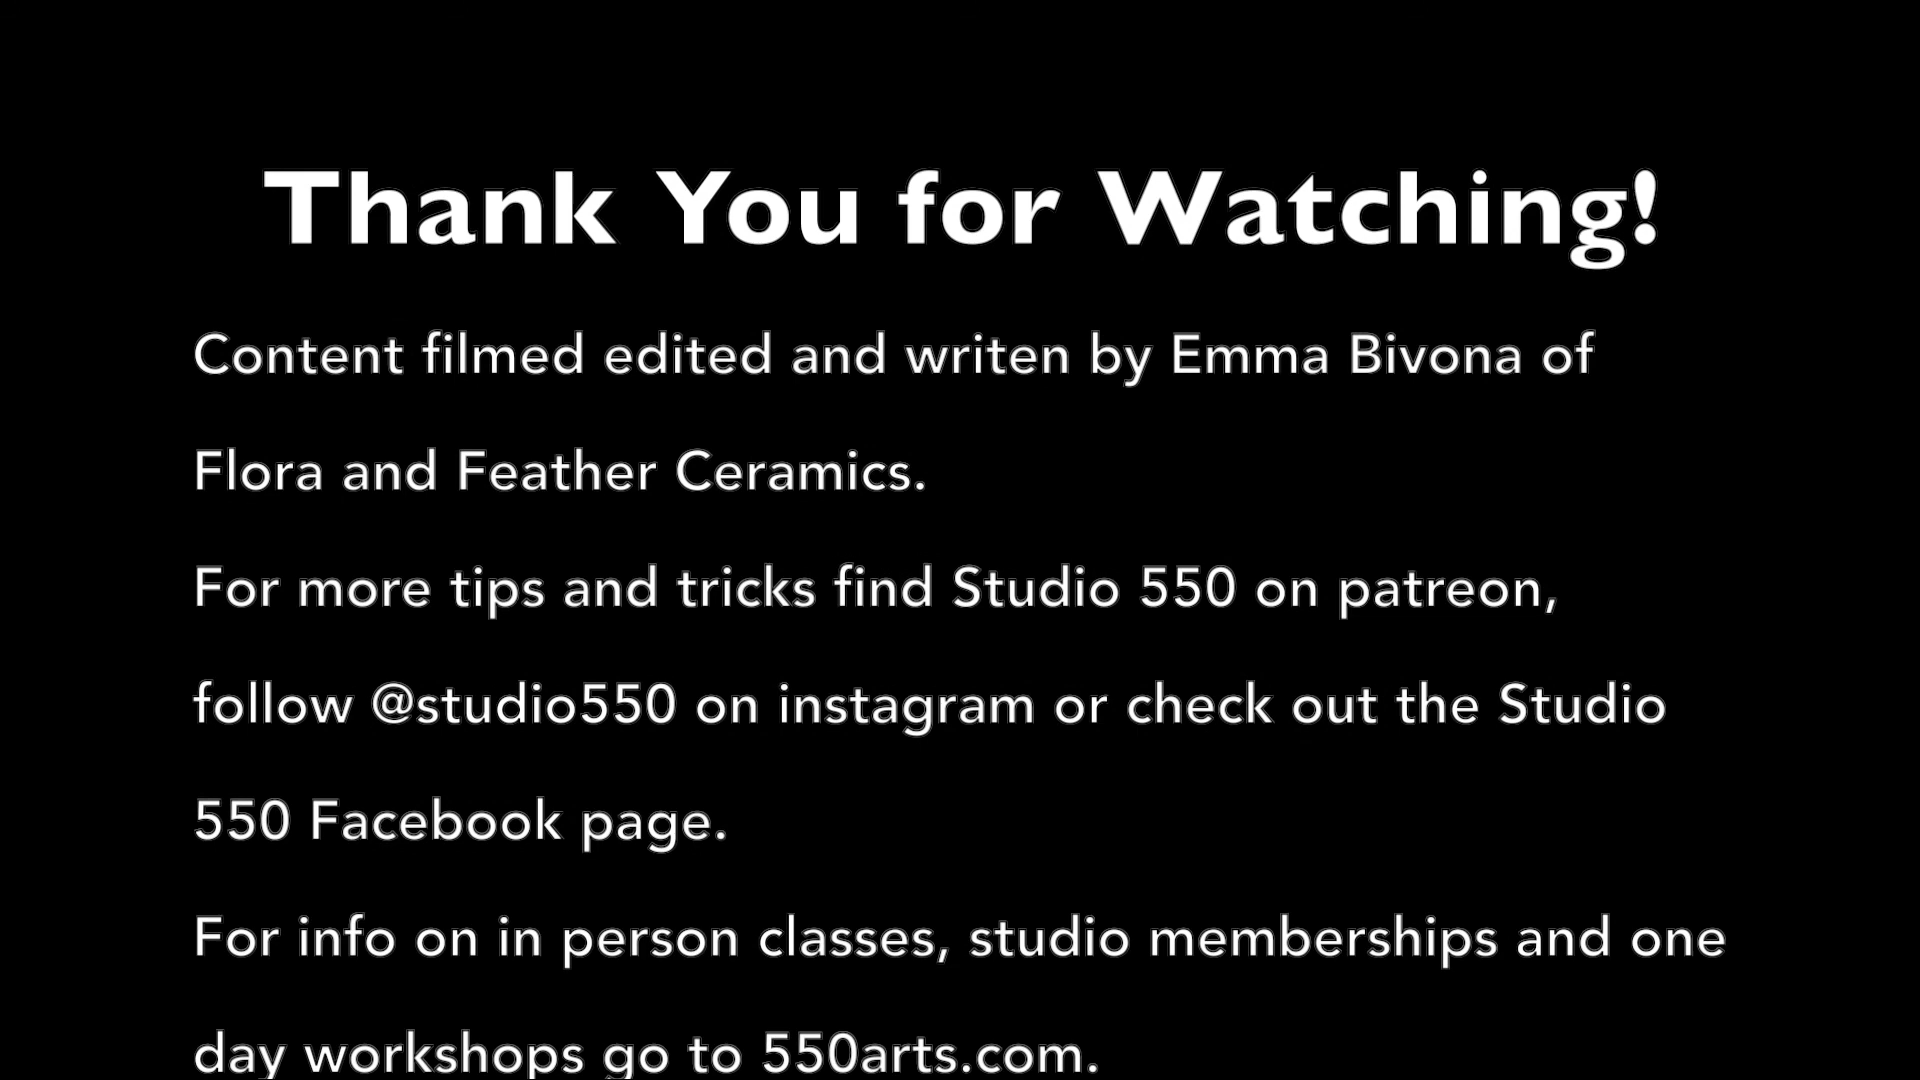 Thank You for Watching!
Content filmed edited and writen by Emma Bivona of
Flora and Feather Ceramics.
For more tips and tricks find Studio 550 on patreon,
follow @studio550 on instagram or check out the Studio
550 Facebook page.
For info on in person classes, studio memberships and one
day workshops go to 550arts.com.